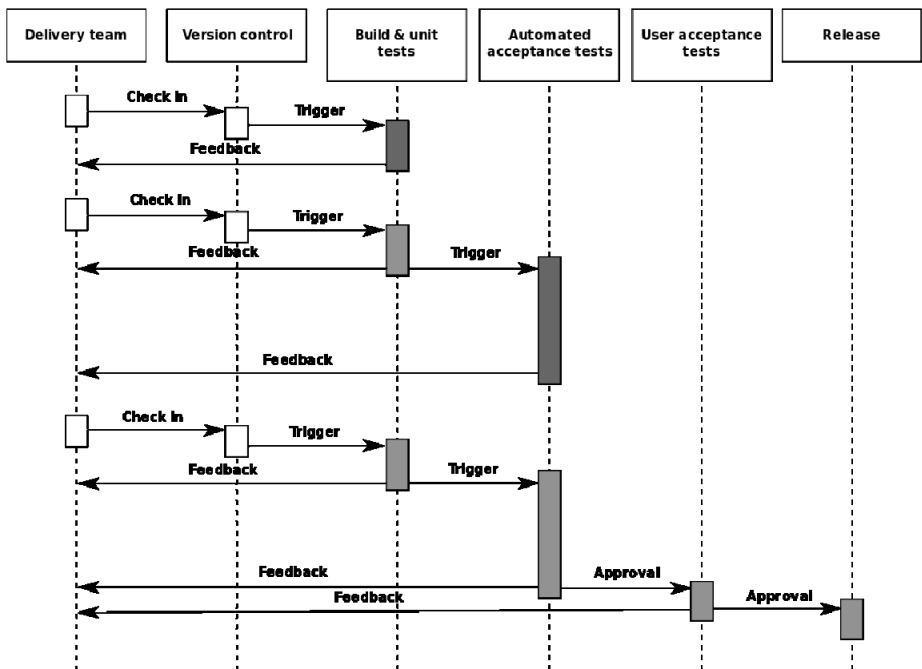 Delivery team
Version control
Build & unit
tests
Automated
acceptance tests
User acceptance
tests
Release
Check in
Trigger
Feedback
Check in
Trigger
Feedback
Trigger
Feedback
Check in
Trigger
Feedback
Trigger
Feedback
Approval
Feedback
Approval